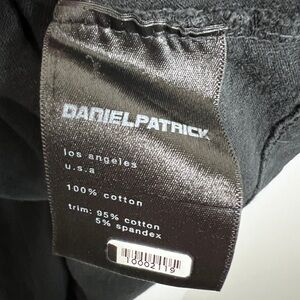 DANIELPATRICK
los angeles
u.s.a
100% cotton
trim: 95% cotton
5% spandex
10002119